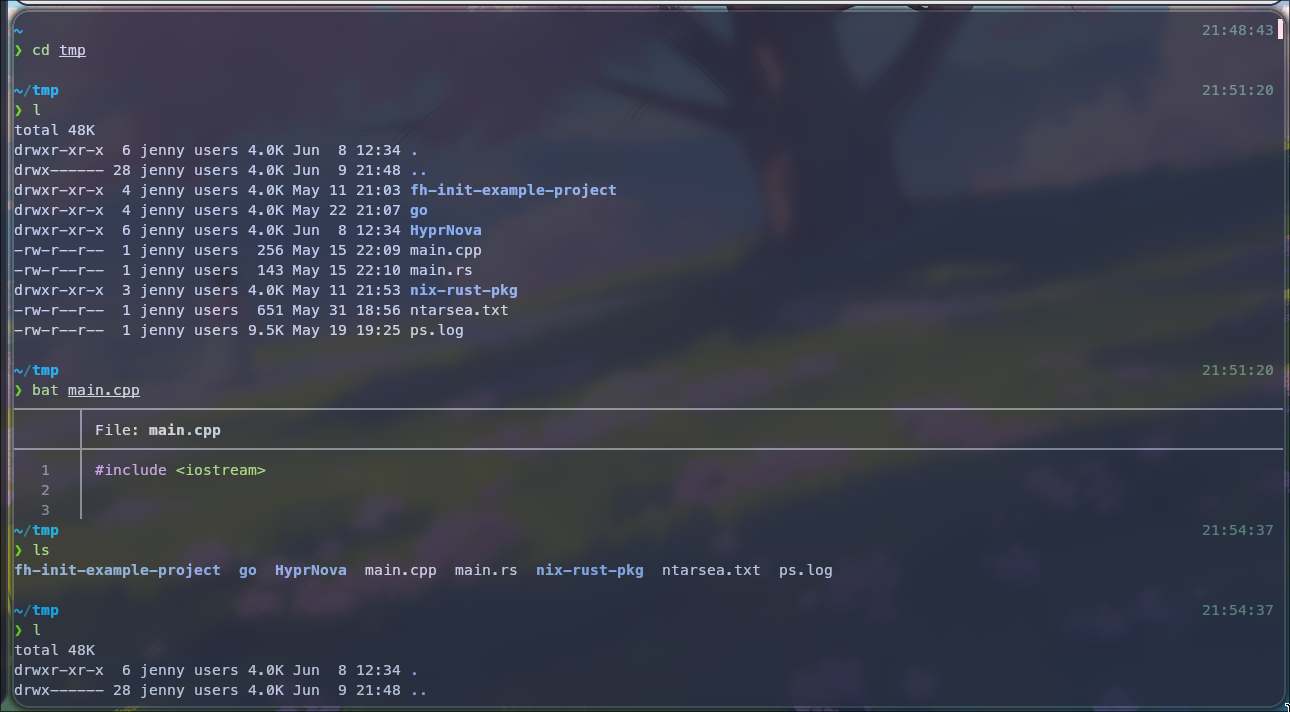 ~ 21:48:43
❯ cd tmp
~/tmp 21:51:20
❯ l
total 48K
drwxr-xr-x  6 jenny users 4.0K Jun  8 12:34 .
drwx------ 28 jenny users 4.0K Jun  9 21:48 ..
drwxr-xr-x  4 jenny users 4.0K May 11 21:03 fh-init-example-project
drwxr-xr-x  4 jenny users 4.0K May 22 21:07 go
drwxr-xr-x  6 jenny users 4.0K Jun  8 12:34 HyprNova
-rw-r--r--  1 jenny users  256 May 15 22:09 main.cpp
-rw-r--r--  1 jenny users  143 May 15 22:10 main.rs
drwxr-xr-x  3 jenny users 4.0K May 11 21:53 nix-rust-pkg
-rw-r--r--  1 jenny users  651 May 31 18:56 ntarsea.txt
-rw-r--r--  1 jenny users 9.5K May 19 19:25 ps.log
~/tmp 21:51:20
❯ bat main.cpp
File: main.cpp
1 #include <iostream>
2
3
~/tmp 21:54:37
❯ ls
fh-init-example-project  go  HyprNova  main.cpp  main.rs  nix-rust-pkg  ntarsea.txt  ps.log
~/tmp 21:54:37
❯ l
total 48K
drwxr-xr-x  6 jenny users 4.0K Jun  8 12:34 .
drwx------ 28 jenny users 4.0K Jun  9 21:48 ..